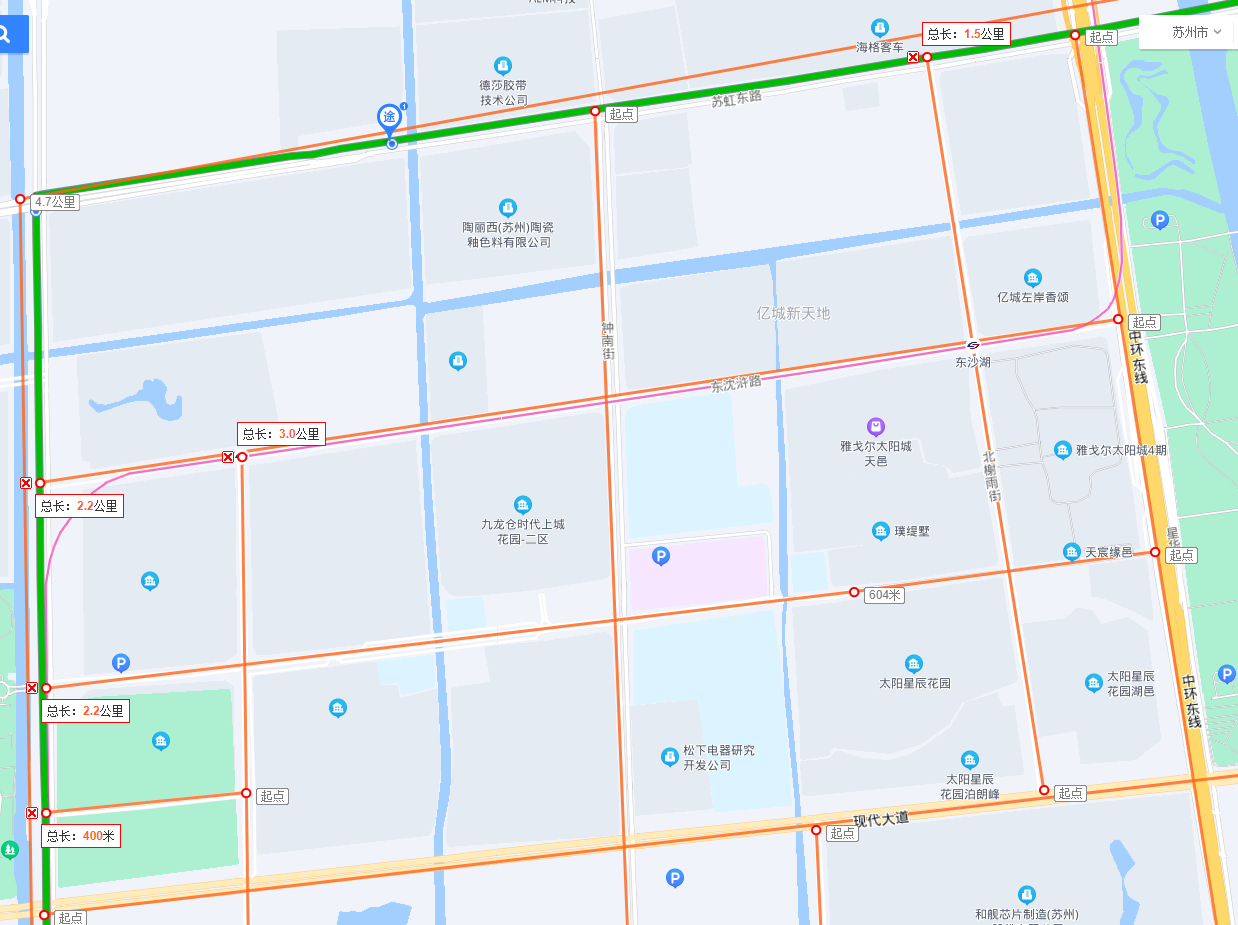 苏州市
海格客车
总长：1.5公里
起点
德莎胶带
技术公司
途
起点
苏虹东路
4.7公里
陶丽西(苏州)陶瓷
釉色料有限公司
亿城左岸香颂
亿城新天地
钟南街
起点
中环东线
东沙湖
东沈浒路
总长：3.0公里
雅戈尔太阳城
天邑
雅戈尔太阳城4期
北榭雨街
总长：2.2公里
九龙仓时代上城
花园-二区
璞缇墅
天宸缘邑
起点
P
604米
P
太阳星辰花园
太阳星辰
花园湖邑
P
P
中环东线
总长：2.2公里
松下电器研究
开发公司
太阳星辰
花园泊朗峰
起点
起点
总长：400米
现代大道
起点
P
和舰芯片制造(苏州)
起点